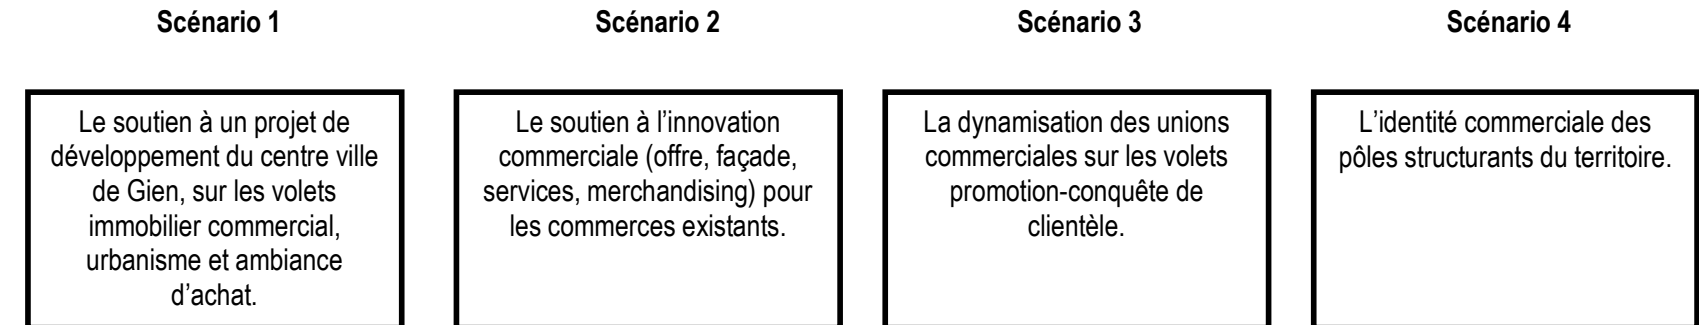 Scénario 1
Scénario 2
Scénario 3
Scénario 4
Le soutien à un projet de
développement du centre ville
de Gien, sur les volets
immobilier commercial,
urbanisme et ambiance
d’achat.
Le soutien à l’innovation
commerciale (offre, façade,
services, merchandising) pour
les commerces existants.
La dynamisation des unions
commerciales sur les volets
promotion-conquête de
clientèle.
L’identité commerciale des
pôles structurants du territoire.